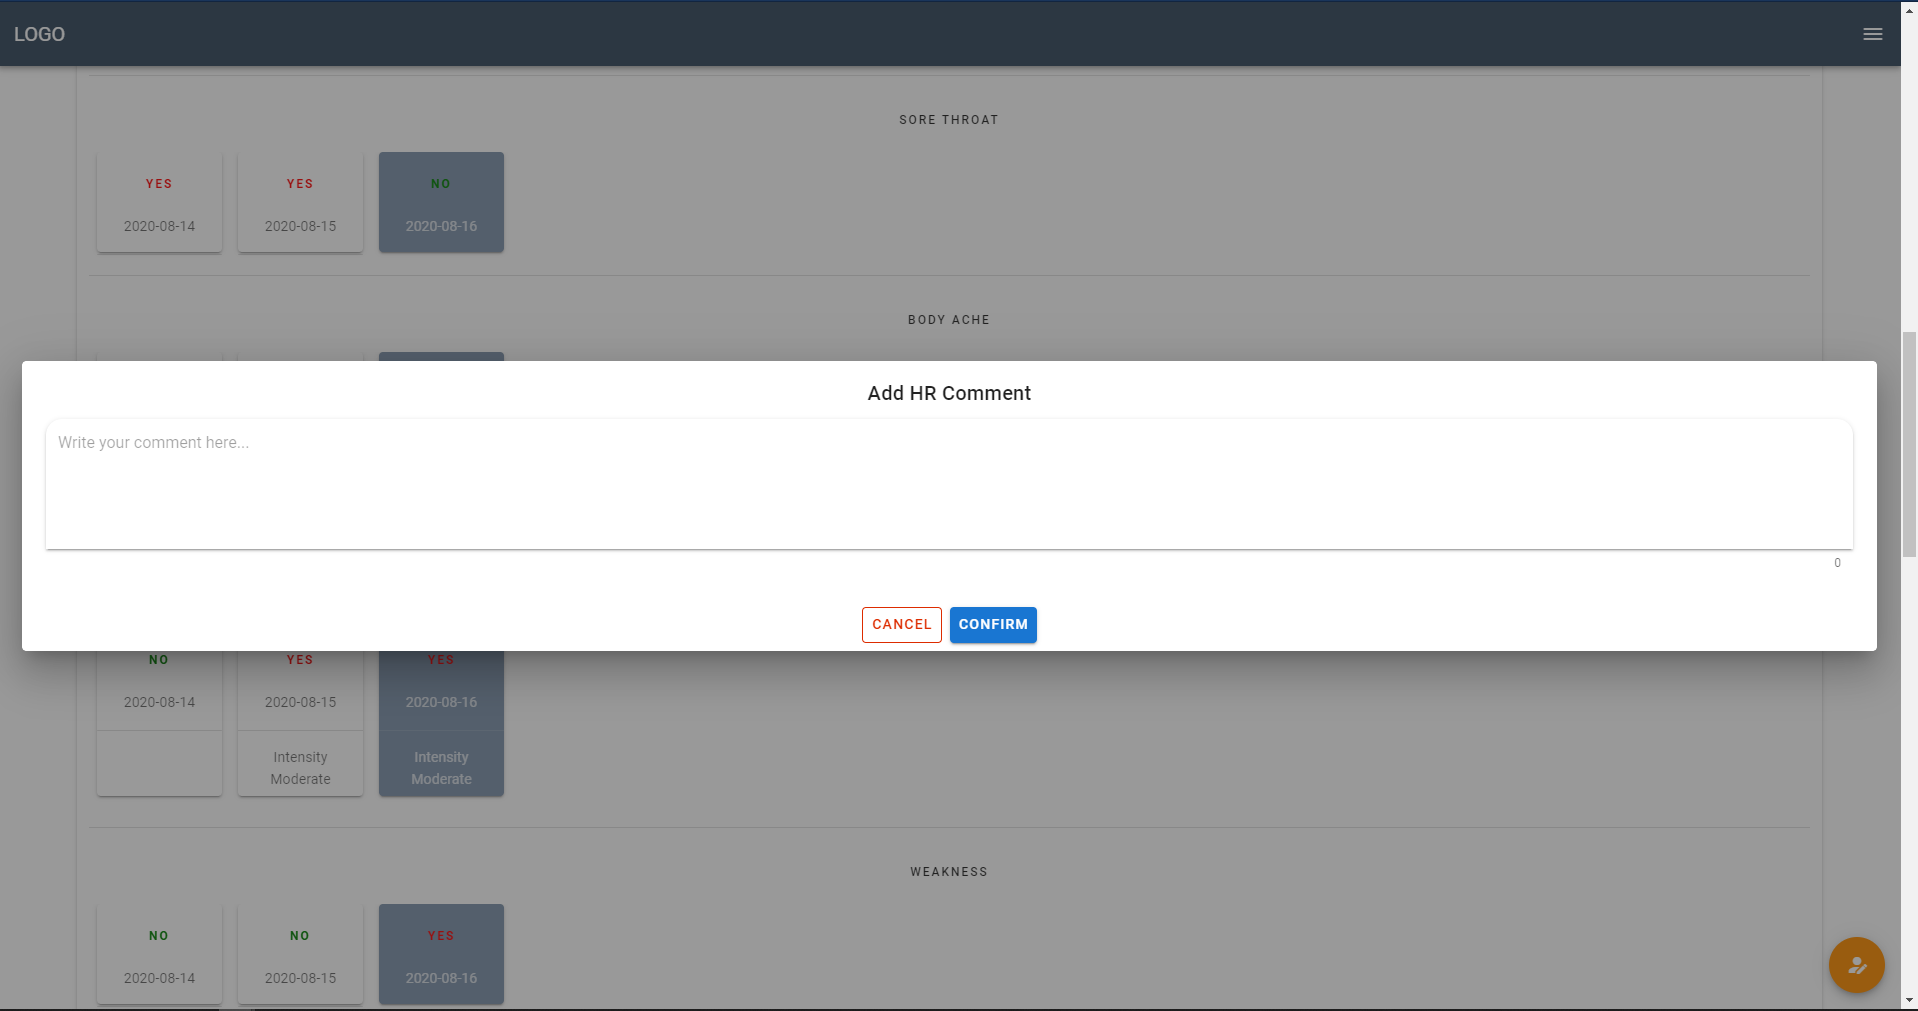 LOGO
SORE THROAT
YES YES NO
2020-08-14 2020-08-15 2020-08-16
BODY ACHE
Add HR Comment
Write your comment here...
0
CANCEL CONFIRM
NO YES YES
2020-08-14 2020-08-15 2020-08-16
Intensity Intensity
Moderate Moderate
WEAKNESS
NO NO YES
2020-08-14 2020-08-15 2020-08-16